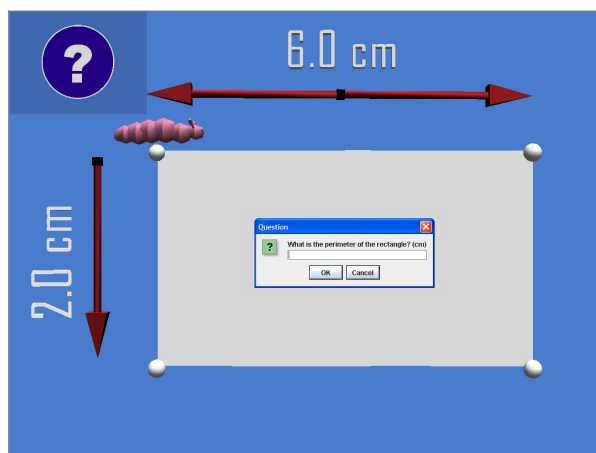 ?
6.0 cm
2.0 cm
Question
?
What is the perimeter of the rectangle? (cm)
OK
Cancel